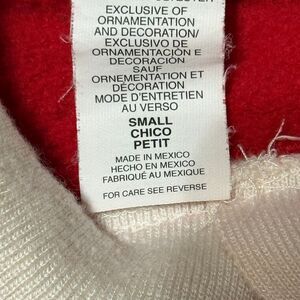 EXCLUSIVE OF
ORNAMENTATION
AND DECORATION/
EXCLUSIVO DE
ORNAMENTACIÓN E
DECORACIÓN
SAUF
ORNEMENTATION ET
DÉCORATION
MODE D'ENTRETIEN
AU VERSO
SMALL
CHICO
PETIT
MADE IN MEXICO
HECHO EN MEXICO
FABRIQUÉ AU MEXIQUE
FOR CARE SEE REVERSE